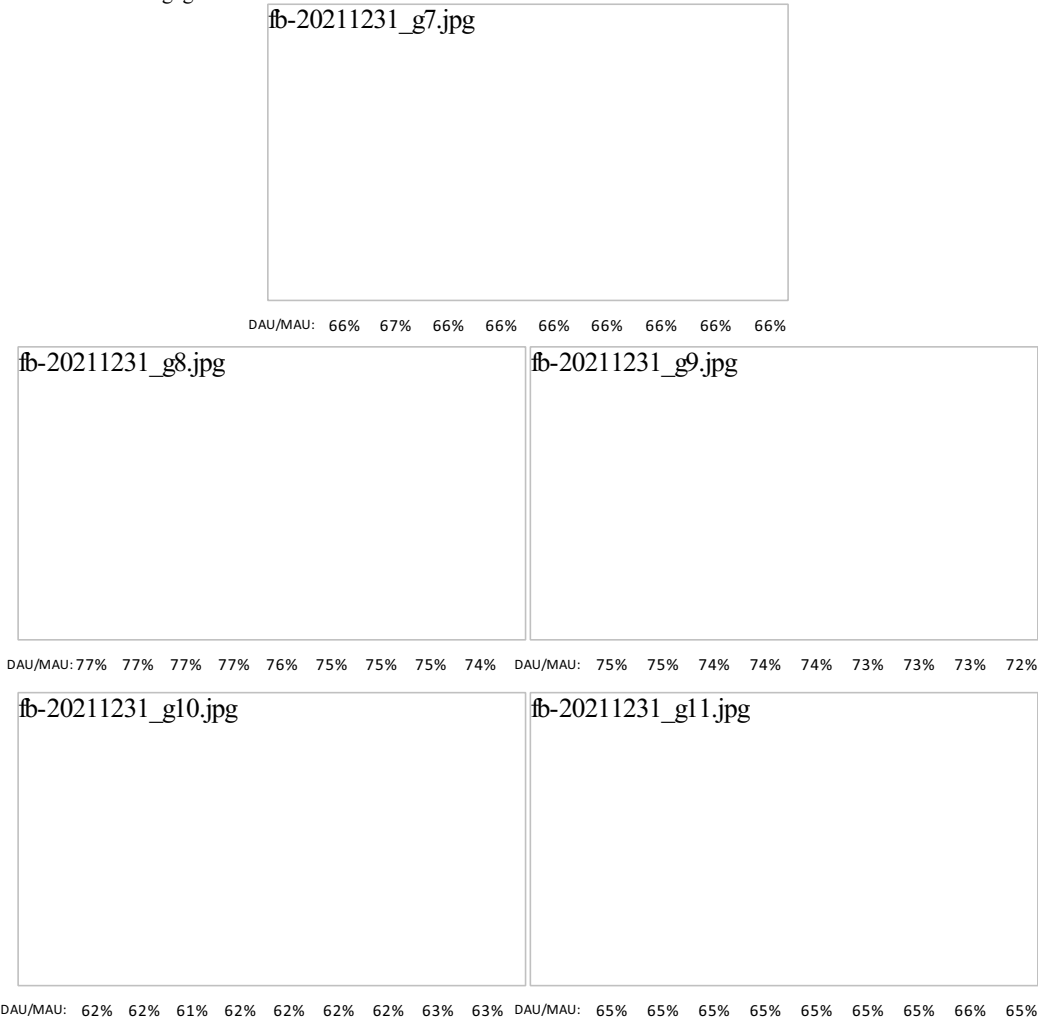 fb-20211231_g7.jpg
DAU/MAU: 66% 67% 66% 66% 66% 66% 66% 66% 66%
fb-20211231_g8.jpg
fb-20211231_g9.jpg
DAU/MAU: 77% 77% 77% 77% 76% 75% 75% 75% 74%
DAU/MAU: 75% 75% 74% 74% 74% 73% 73% 73% 72%
fb-20211231_g10.jpg
fb-20211231_g11.jpg
DAU/MAU: 62% 62% 61% 62% 62% 62% 62% 63% 63%
DAU/MAU: 65% 65% 65% 65% 65% 65% 65% 66% 65%